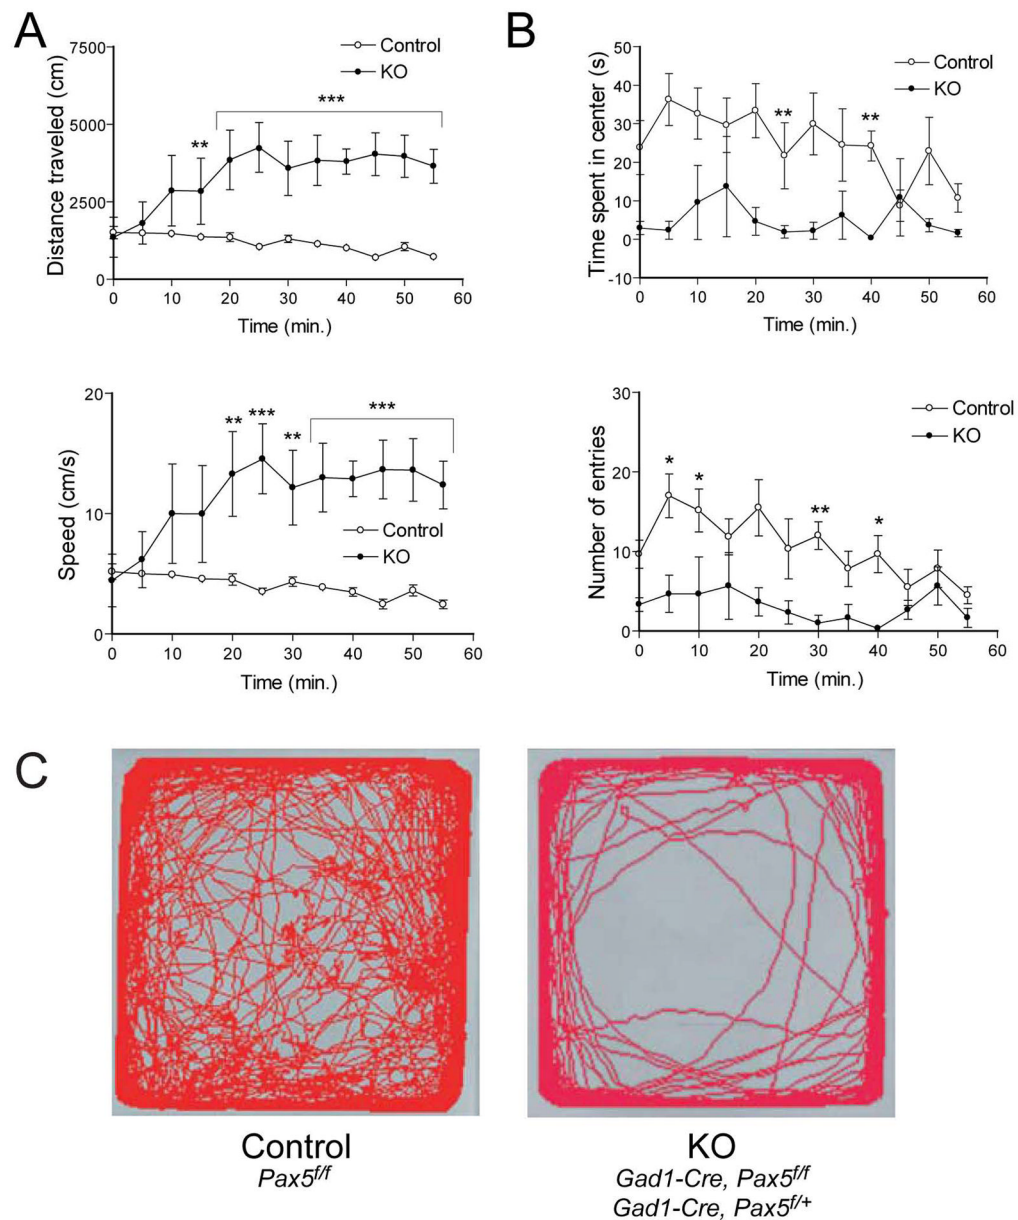 A
Distance traveled (cm)
7500
5000
2500
0
Control
KO
**
***
0 10 20 30 40 50 60
Time (min.)
B
Time spent in center (s)
50
40
30
20
10
0
-10
Control
KO
**
**
0 10 20 30 40 50 60
Time (min.)
Speed (cm/s)
20
10
0
**
***
**
***
Control
KO
0 10 20 30 40 50 60
Time (min.)
Number of entries
30
20
10
0
Control
KO
*
*
**
*
0 10 20 30 40 50 60
Time (min.)
C
Control
Pax5f/f
KO
Gad1-Cre, Pax5f/f
Gad1-Cre, Pax5f/+